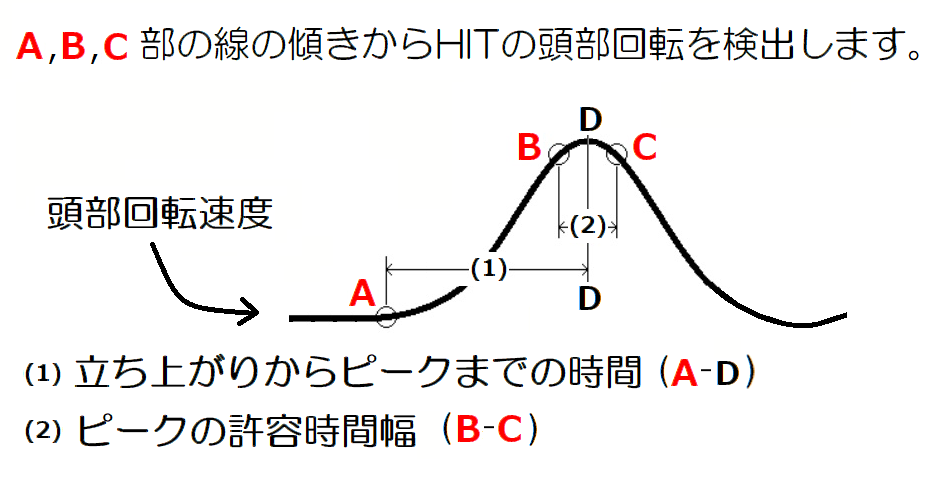 A,B,C 部の線の傾きからHITの頭部回転を検出します。
D
B
C
頭部回転速度
(2)
(1)
A
D
(1) 立ち上がりからピークまでの時間 (A-D)
(2) ピークの許容時間幅 (B-C)